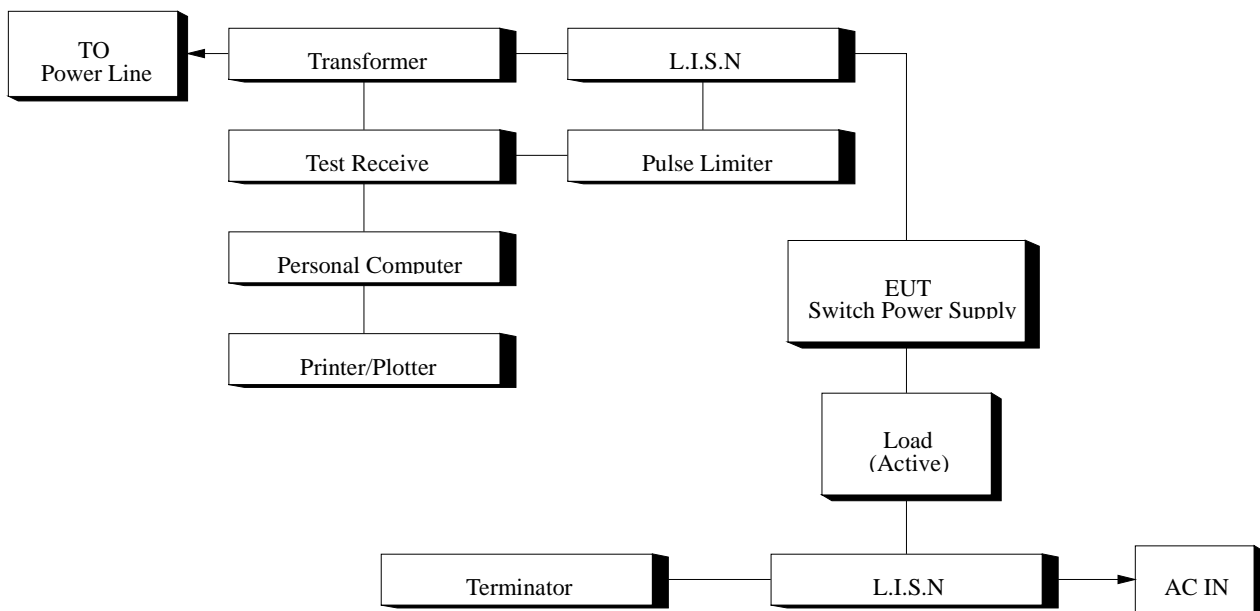 TO
Power Line
Transformer
L.I.S.N
Test Receive
Pulse Limiter
Personal Computer
EUT
Switch Power Supply
Printer/Plotter
Load
(Active)
Terminator
L.I.S.N
AC IN